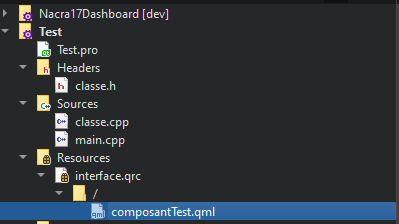 Nacra17Dashboard [dev]
Test
Test.pro
Headers
classe.h
Sources
classe.cpp
main.cpp
Resources
interface.qrc
/
composantTest.qml